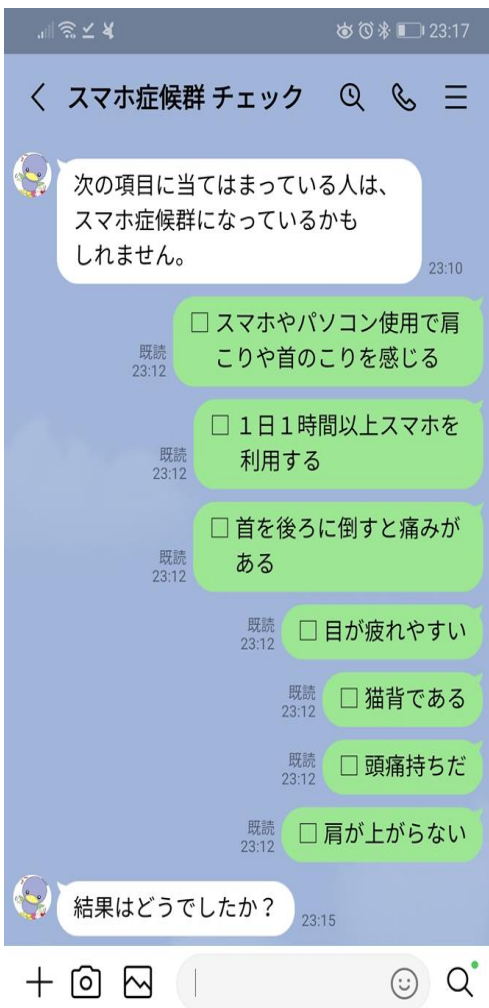 23:17
スマホ症候群 チェック
次の項目に当てはまっている人は、
スマホ症候群になっているかも
しれません。
23:10
□ スマホやパソコン使用で肩
こりや首のこりを感じる
既読
23:12
□ １日１時間以上スマホを
利用する
既読
23:12
□ 首を後ろに倒すと痛みが
ある
既読
23:12
□ 目が疲れやすい
既読
23:12
□ 猫背である
既読
23:12
□ 頭痛持ちだ
既読
23:12
□ 肩が上がらない
既読
23:12
結果はどうでしたか？
23:15